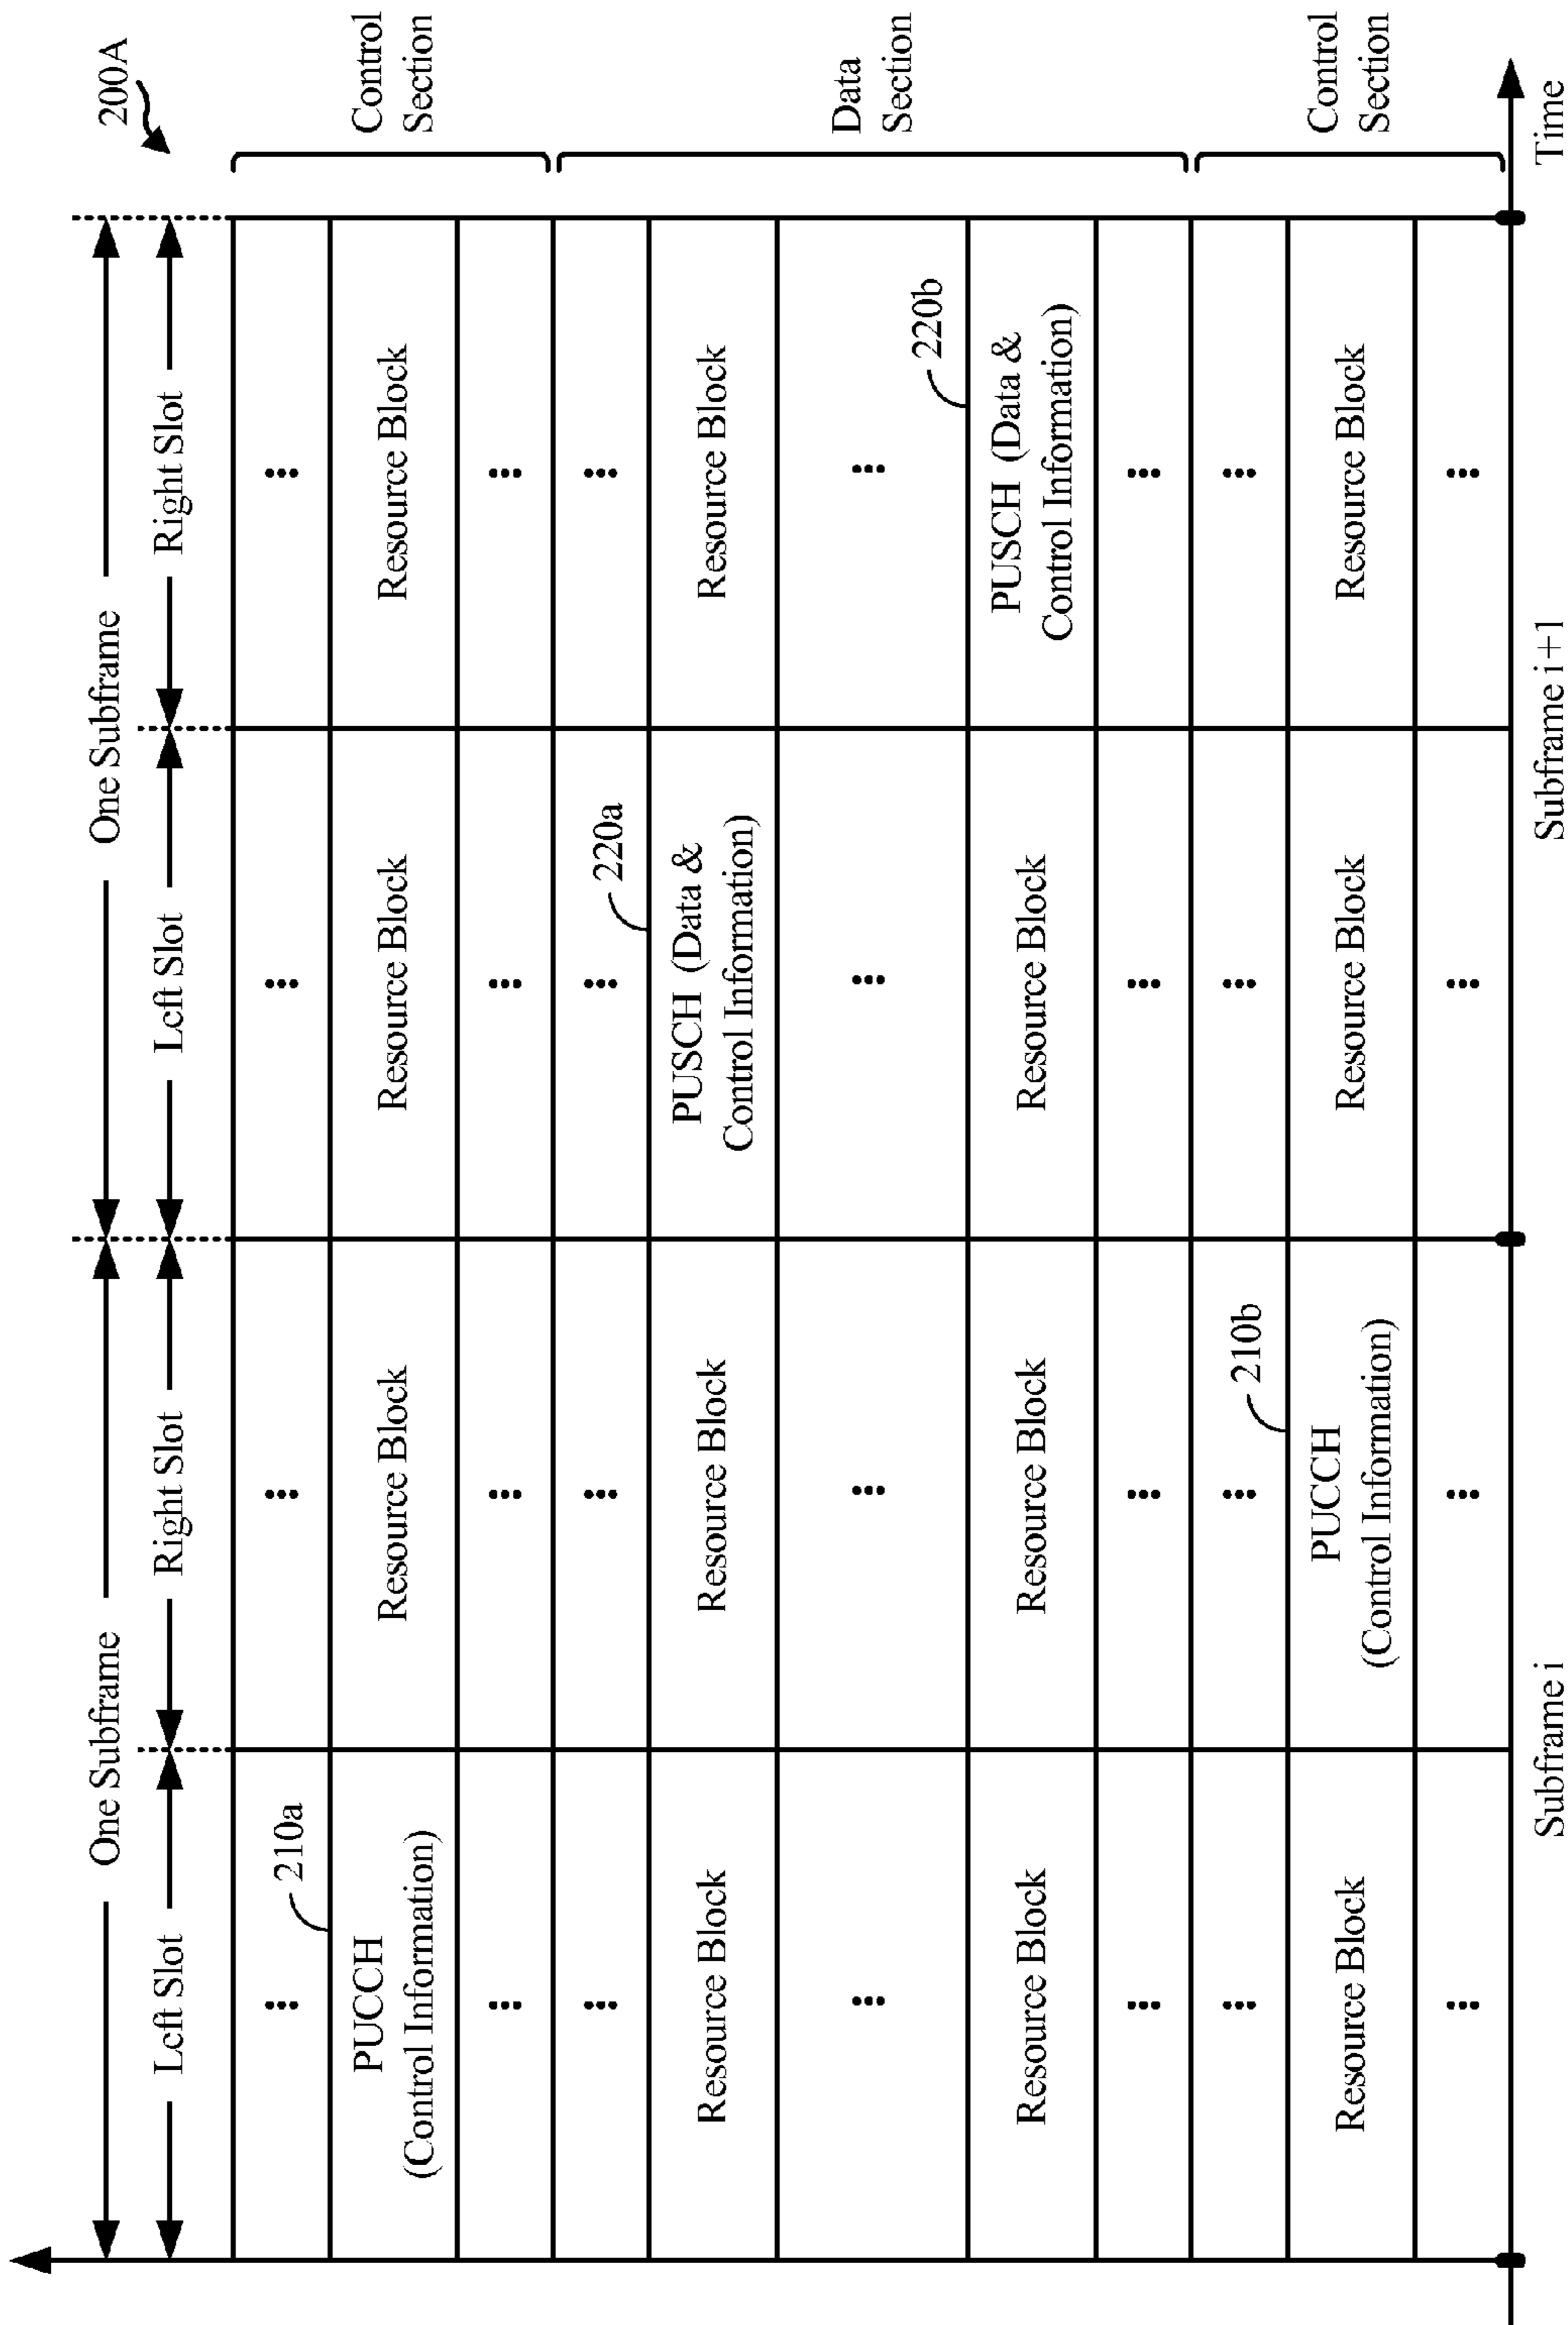 200A
One Subframe
One Subframe
Left Slot
Right Slot
Left Slot
Right Slot
Control
Section
PUCCH
(Control Information)
210a
Resource Block
Resource Block
Resource Block
Data
Section
Resource Block
Resource Block
PUSCH (Data &
Control Information)
220a
Resource Block
Resource Block
Resource Block
Resource Block
PUSCH (Data &
Control Information)
220b
Control
Section
Resource Block
PUCCH
(Control Information)
210b
Resource Block
Resource Block
Subframe i
Subframe i+1
Time